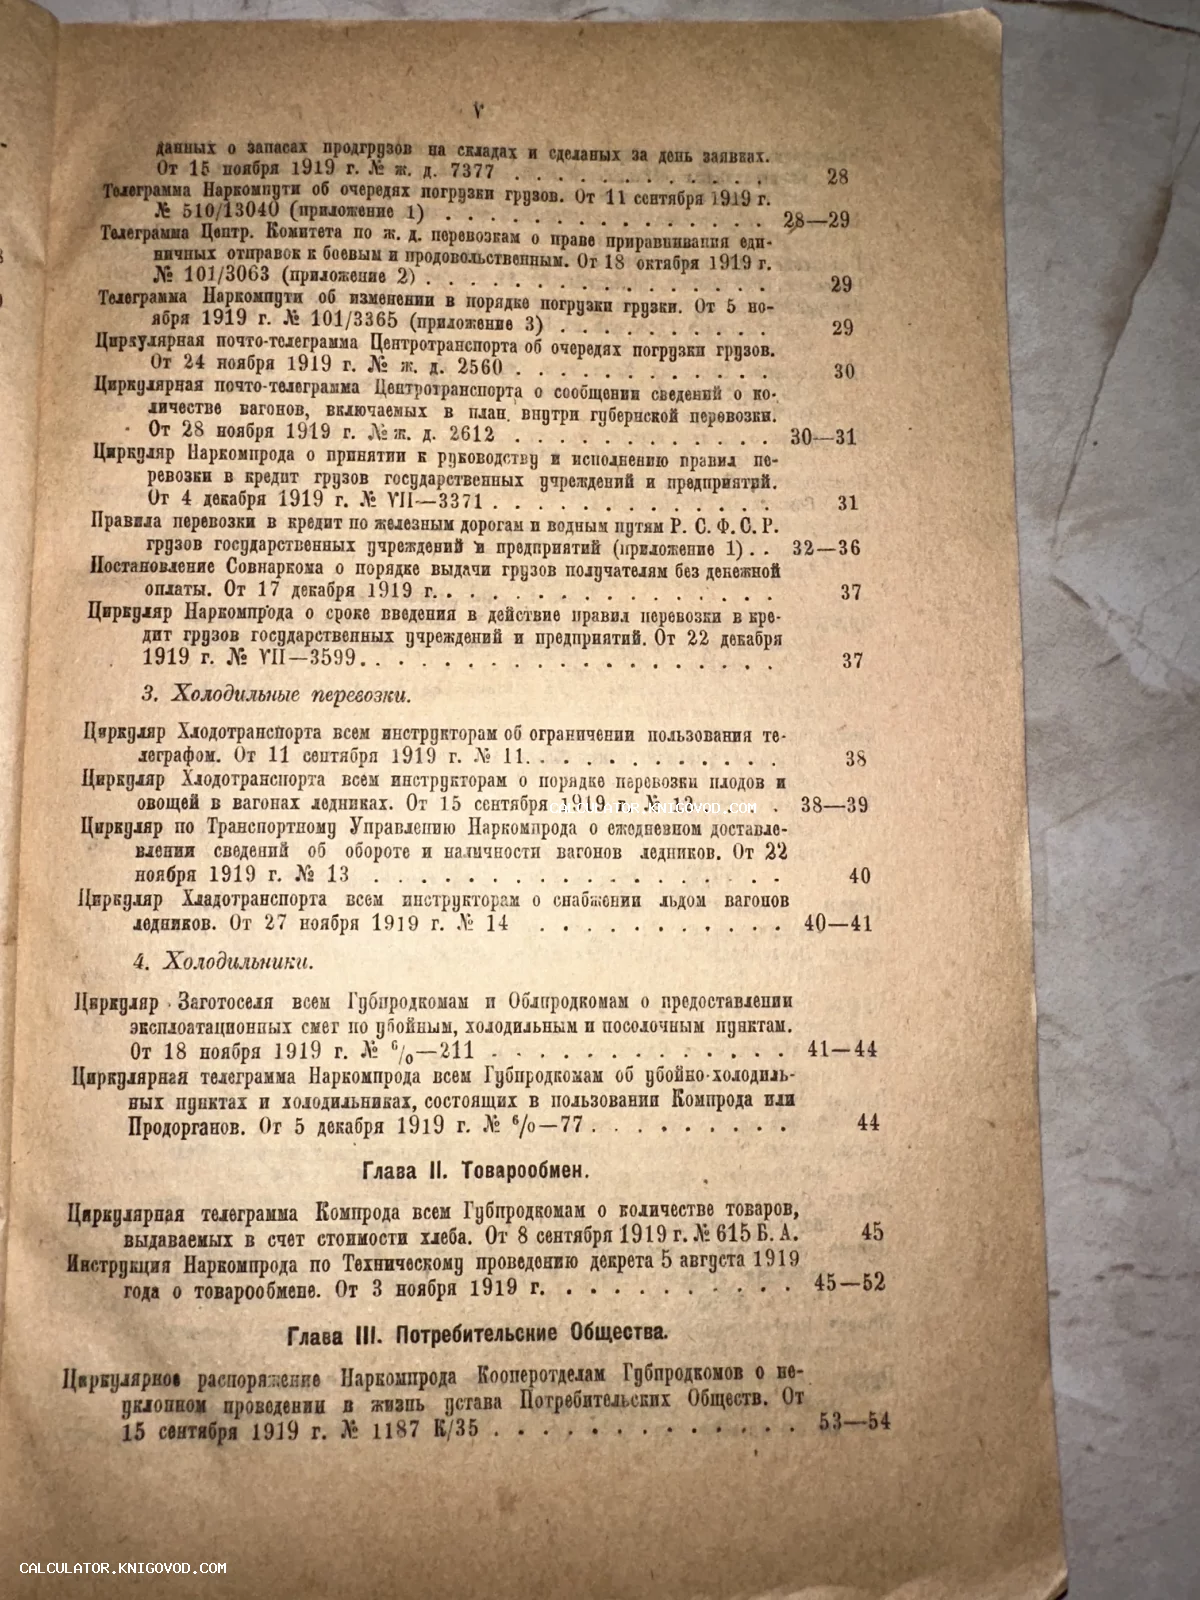 V
данных о запасах продгрузов на складах и сделаных за день заявках.
От 15 ноября 1919 г. № ж. д. 7377 . . . . . . . . . . . . 28
Телеграмма Наркомпути об очередях погрузки грузов. От 11 сентября 1919 г.
№ 510/13040 (приложение 1) . . . . . . . . . . . . . . 28—29
Телеграмма Центр. Комитета по ж. д. перевозкам о праве приравнивания еди-
ничных отправок к боевым и продовольственным. От 18 октября 1919 г.
№ 101/3063 (приложение 2) . . . . . . . . . . . . . . . 29
Телеграмма Наркомпути об изменении в порядке погрузки грузки. От 5 но-
ября 1919 г. № 101/3365 (приложение 3) . . . . . . . . . . 29
Циркулярная почто-телеграмма Центротранспорта об очередях погрузки грузов.
От 24 ноября 1919 г. № ж. д. 2560 . . . . . . . . . . . . 30
Циркулярная почто-телеграмма Центротранспорта о сообщении сведений о ко-
личестве вагонов, включаемых в план внутри губернской перевозки.
От 28 ноября 1919 г. № ж. д. 2612 . . . . . . . . . . . . 30—31
Циркуляр Наркомпрода о принятии к руководству и исполнению правил пе-
ревозки в кредит грузов государственных учреждений и предприятий.
От 4 декабря 1919 г. № VII—3371 . . . . . . . . . . . . . 31
Правила перевозки в кредит по железным дорогам и водным путям Р. С. Ф. С. Р.
грузов государственных учреждений и предприятий (приложение 1) . . 32—36
Постановление Совнаркома о порядке выдачи грузов получателям без денежной
оплаты. От 17 декабря 1919 г. . . . . . . . . . . . . . . 37
Циркуляр Наркомпрода о сроке введения в действие правил перевозки в кре-
дит грузов государственных учреждений и предприятий. От 22 декабря
1919 г. № VII—3599. . . . . . . . . . . . . . . . . . . 37
3. Холодильные перевозки.
Циркуляр Хлодотранспорта всем инструкторам об ограничении пользования те-
леграфом. От 11 сентября 1919 г. № 11. . . . . . . . . . . . 38
Циркуляр Хлодотранспорта всем инструкторам о порядке перевозки плодов и
овощей в вагонах ледниках. От 15 сентября 1919 г. № 12 . . . . 38—39
CALCULATOR.KNIGOVOD.COM
Циркуляр по Транспортному Управлению Наркомпрода о ежедневном доставле-
влении сведений об обороте и наличности вагонов ледников. От 22
ноября 1919 г. № 13 . . . . . . . . . . . . . . . . . . 40
Циркуляр Хладотранспорта всем инструкторам о снабжении льдом вагонов
ледников. От 27 ноября 1919 г. № 14 . . . . . . . . . . . 40—41
4. Холодильники.
Циркуляр Заготоселя всем Губпродкомам и Облпродкомам о предоставлении
эксплоатационных смет по убойным, холодильным и посолочным пунктам.
От 18 ноября 1919 г. № 6/0—211 . . . . . . . . . . . . . 41—44
Циркулярная телеграмма Наркомпрода всем Губпродкомам об убойно-холодиль-
ных пунктах и холодильниках, состоящих в пользовании Компрода или
Продорганов. От 5 декабря 1919 г. № 6/0—77 . . . . . . . . . 44
Глава II. Товарообмен.
Циркулярная телеграмма Компрода всем Губпродкомам о количестве товаров,
выдаваемых в счет стоимости хлеба. От 8 сентября 1919 г. № 615 Б. А. 45
Инструкция Наркомпрода по Техническому проведению декрета 5 августа 1919
года о товарообмене. От 3 ноября 1919 г. . . . . . . . . . . . 45—52
Глава III. Потребительские Общества.
Циркулярное распоряжение Наркомпрода Кооперотделам Губпродкомов о не-
уклонном проведении в жизнь устава Потребительских Обществ. От
15 сентября 1919 г. № 1187 К/35 . . . . . . . . . . . . . 53—54
CALCULATOR.KNIGOVOD.COM